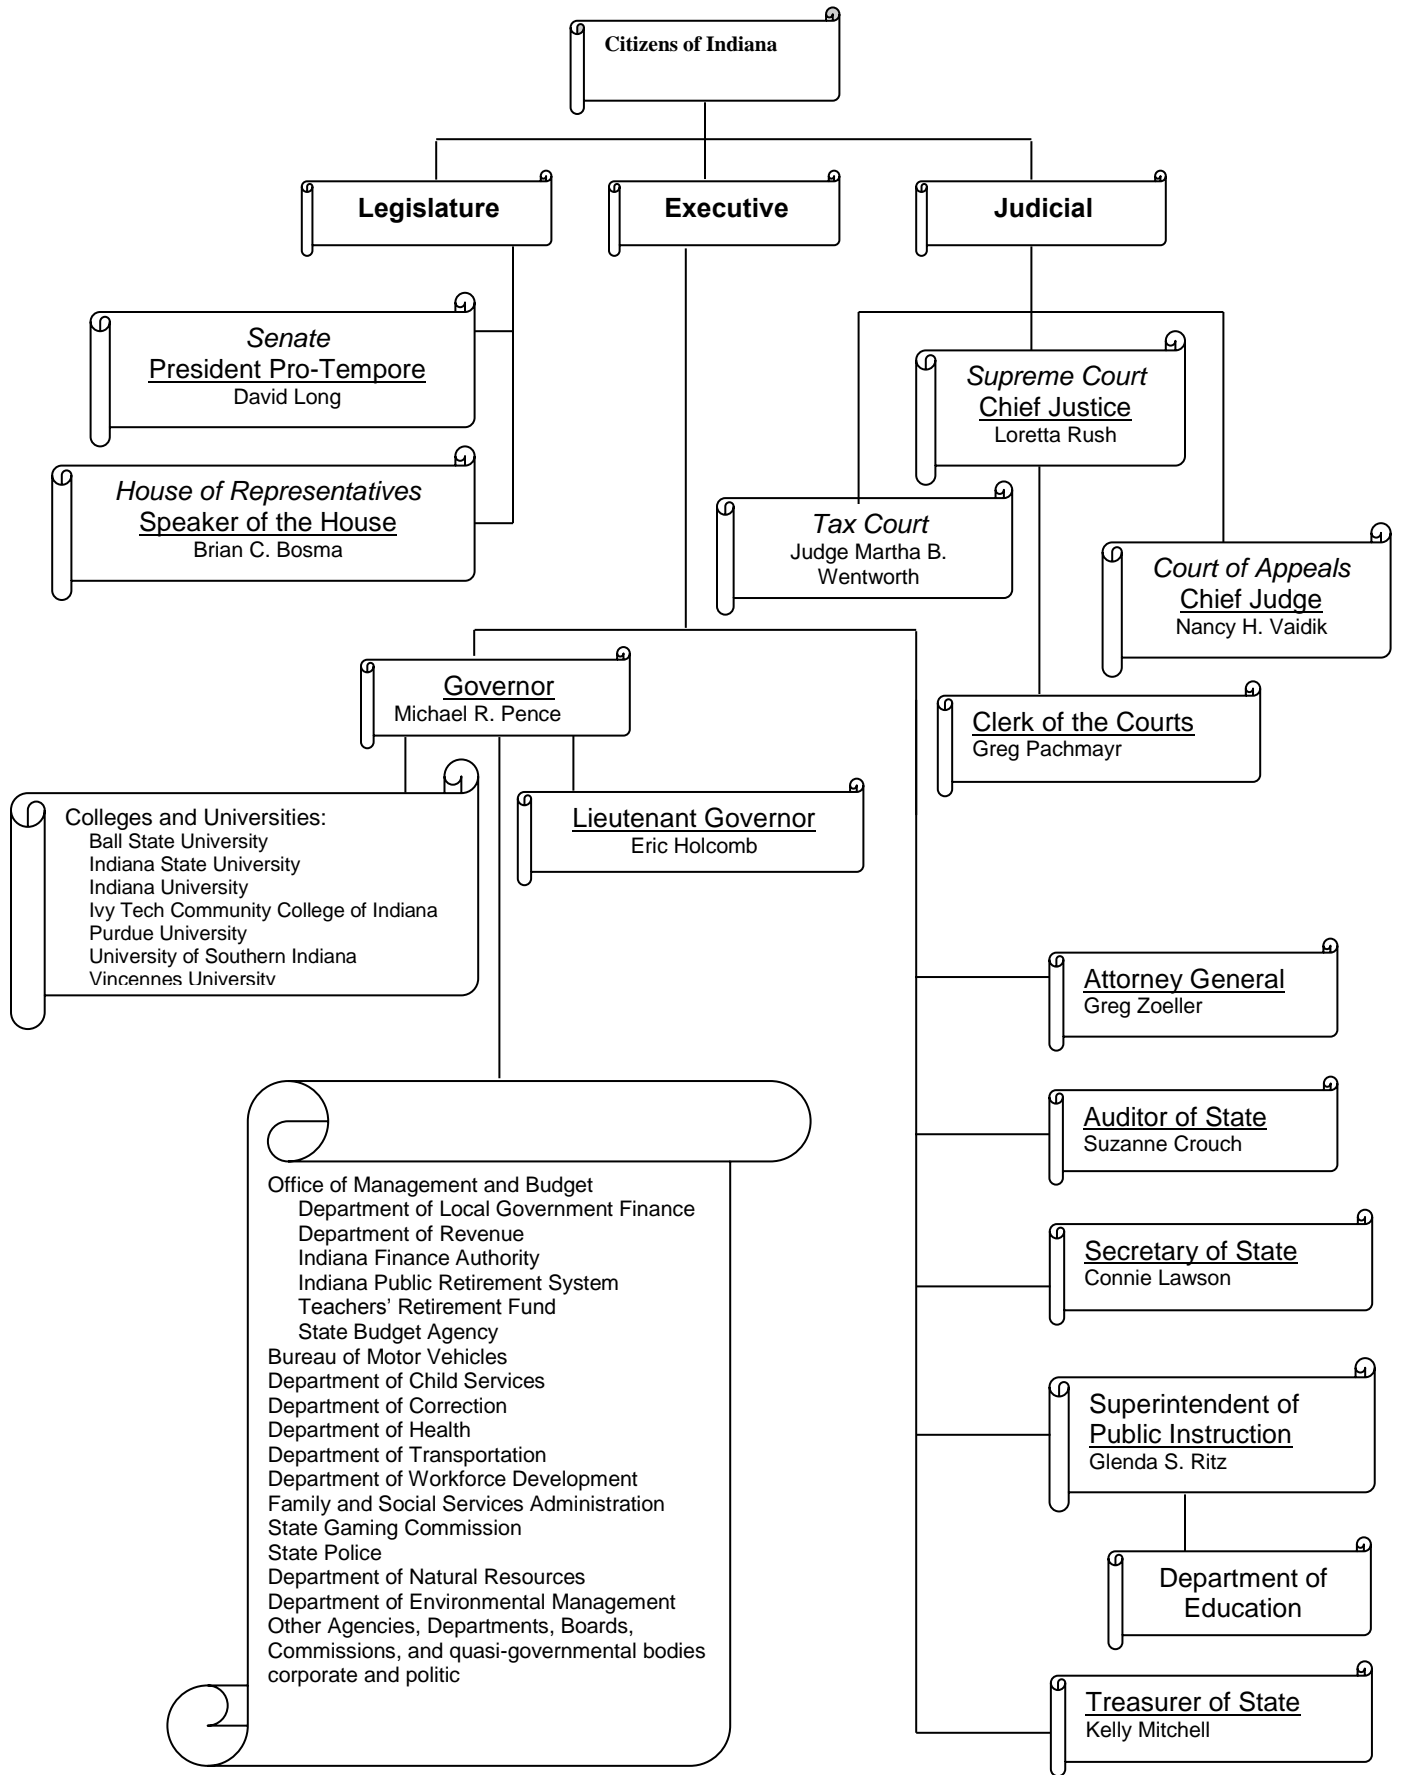 Citizens of Indiana
Legislature
Executive
Judicial
Senate
President Pro-Tempore
David Long
House of Representatives
Speaker of the House
Brian C. Bosma
Supreme Court
Chief Justice
Loretta Rush
Tax Court
Judge Martha B.
Wentworth
Court of Appeals
Chief Judge
Nancy H. Vaidik
Clerk of the Courts
Greg Pachmayr
Governor
Michael R. Pence
Lieutenant Governor
Eric Holcomb
Colleges and Universities:
Ball State University
Indiana State University
Indiana University
Ivy Tech Community College of Indiana
Purdue University
University of Southern Indiana
Vincennes University
Office of Management and Budget
Department of Local Government Finance
Department of Revenue
Indiana Finance Authority
Indiana Public Retirement System
Teachers’ Retirement Fund
State Budget Agency
Bureau of Motor Vehicles
Department of Child Services
Department of Correction
Department of Health
Department of Transportation
Department of Workforce Development
Family and Social Services Administration
State Gaming Commission
State Police
Department of Natural Resources
Department of Environmental Management
Other Agencies, Departments, Boards,
Commissions, and quasi-governmental bodies
corporate and politic
Attorney General
Greg Zoeller
Auditor of State
Suzanne Crouch
Secretary of State
Connie Lawson
Superintendent of
Public Instruction
Glenda S. Ritz
Department of
Education
Treasurer of State
Kelly Mitchell